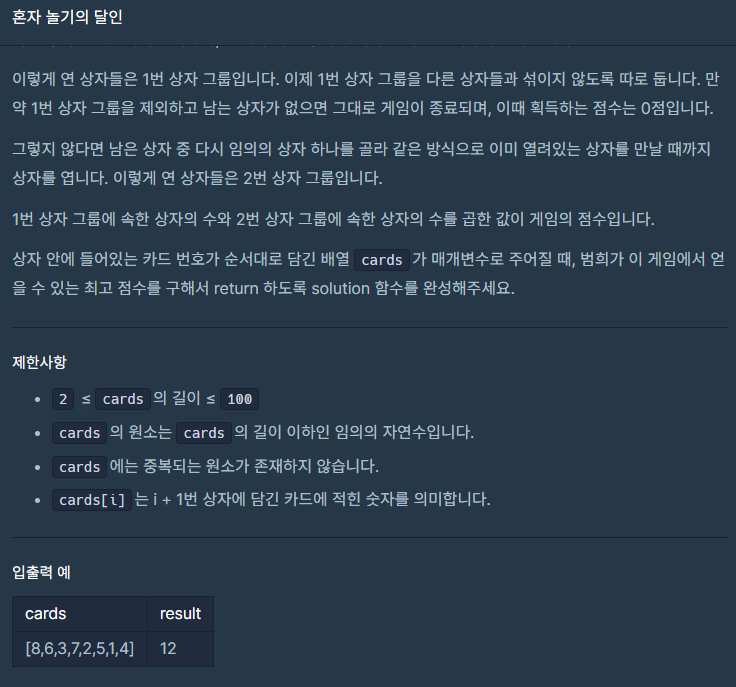 혼자 놀기의 달인
이렇게 연 상자들은 1번 상자 그룹입니다. 이제 1번 상자 그룹을 다른 상자들과 섞이지 않도록 따로 둡니다. 만
약 1번 상자 그룹을 제외하고 남는 상자가 없으면 그대로 게임이 종료되며, 이때 획득하는 점수는 0점입니다.
그렇지 않다면 남은 상자 중 다시 임의의 상자 하나를 골라 같은 방식으로 이미 열려있는 상자를 만날 때까지
상자를 엽니다. 이렇게 연 상자들은 2번 상자 그룹입니다.
1번 상자 그룹에 속한 상자의 수와 2번 상자 그룹에 속한 상자의 수를 곱한 값이 게임의 점수입니다.
상자 안에 들어있는 카드 번호가 순서대로 담긴 배열 cards 가 매개변수로 주어질 때, 범희가 이 게임에서 얻
을 수 있는 최고 점수를 구해서 return 하도록 solution 함수를 완성해주세요.
제한사항
• 2 ≤ cards 의 길이 ≤ 100
• cards 의 원소는 cards 의 길이 이하인 임의의 자연수입니다.
• cards 에는 중복되는 원소가 존재하지 않습니다.
• cards[i] 는 i + 1번 상자에 담긴 카드에 적힌 숫자를 의미합니다.
입출력 예
cards result
[8,6,3,7,2,5,1,4] 12